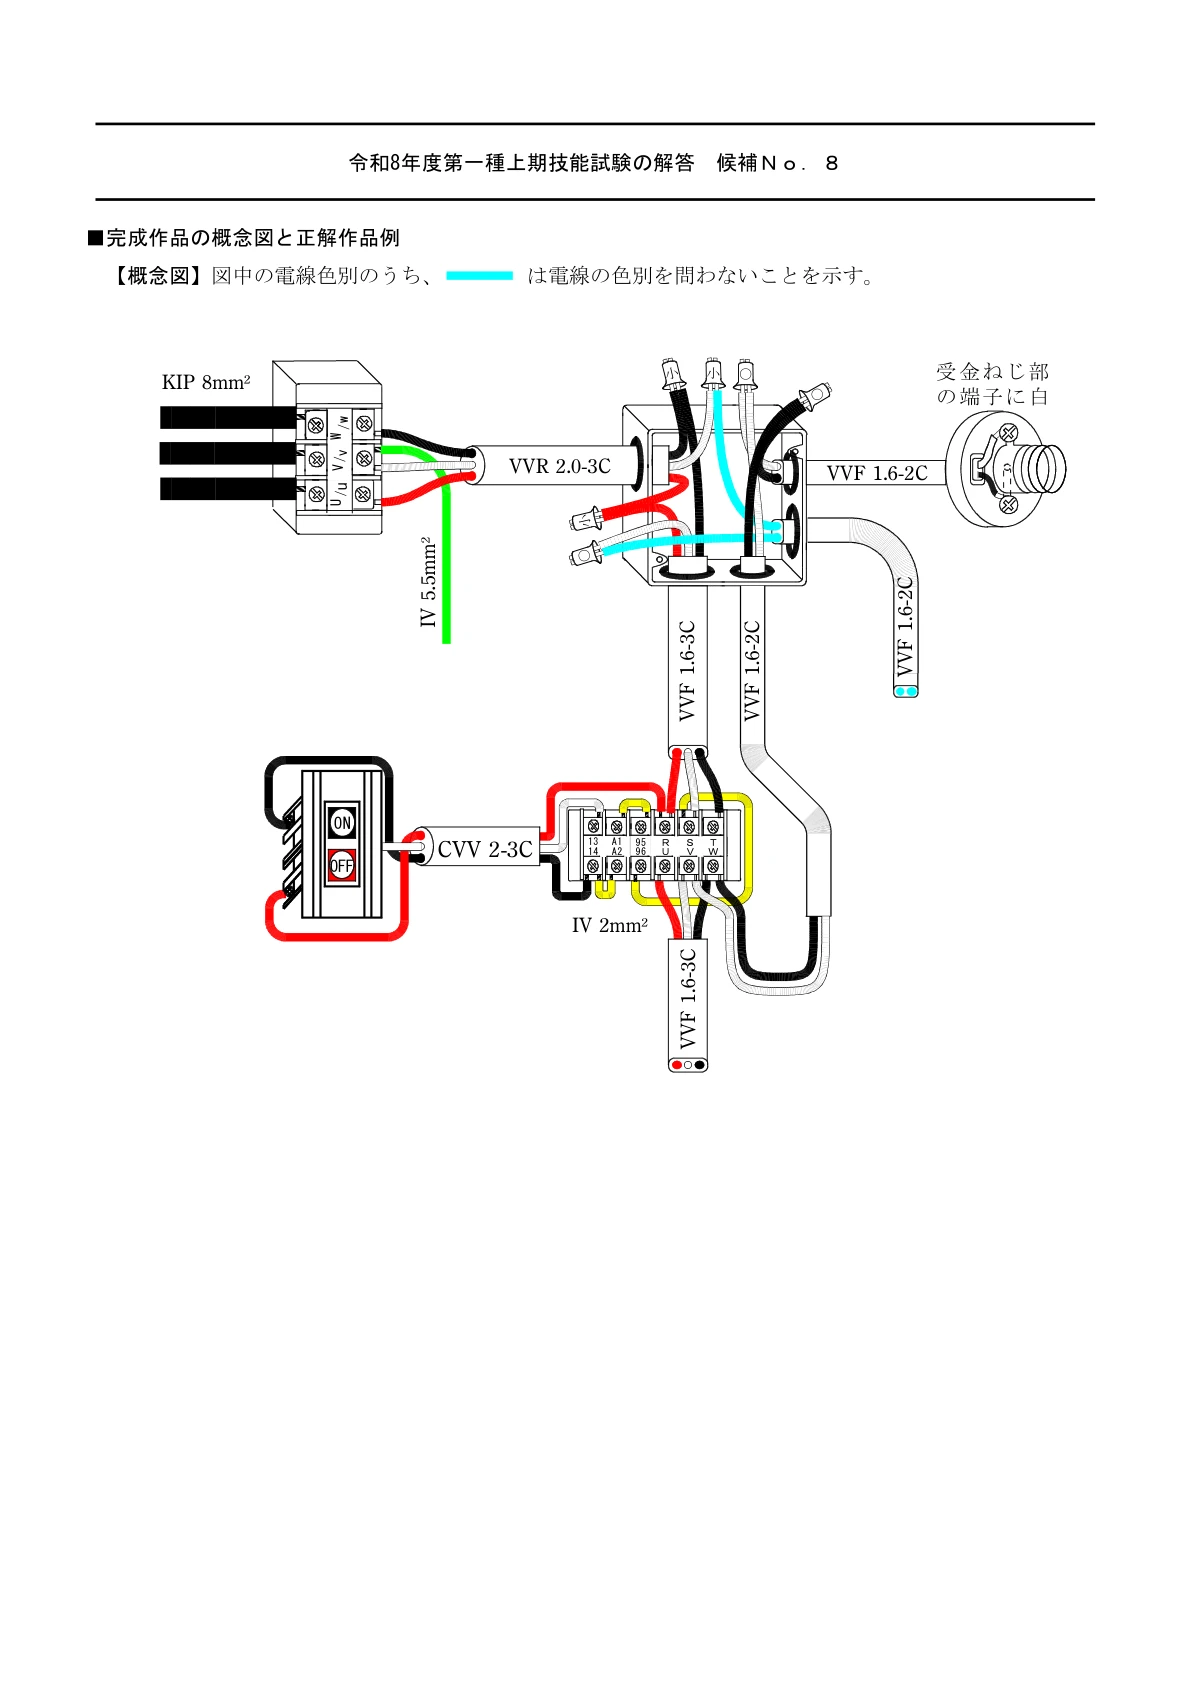 令和8年度第一種上期技能試験の解答　候補Ｎｏ．８
■完成作品の概念図と正解作品例
【概念図】図中の電線色別のうち、　は電線の色別を問わないことを示す。
KIP 8mm²
受金ねじ部
の端子に白
小
小
○
○
W/w
V/v
U/u
VVR 2.0-3C
VVF 1.6-2C
小
○
IV 5.5mm²
VVF 1.6-3C
VVF 1.6-2C
VVF 1.6-2C
ON
OFF
CVV 2-3C
13 A1 95 R S T
14 A2 96 U V W
IV 2mm²
VVF 1.6-3C